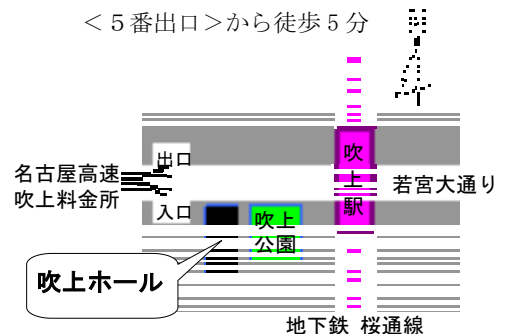 ＜５番出口＞から徒歩５分
出口
名古屋高速
吹上料金所
入口
吹
上
駅
若宮大通り
吹上
公園
吹上ホール
地下鉄 桜通線